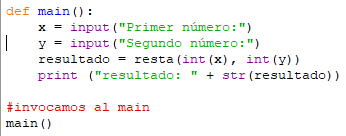 def main():
    x = input("Primer número:")
    y = input("Segundo número:")
    resultado = resta(int(x), int(y))
    print ("resultado: " + str(resultado))

#invocamos al main
main()